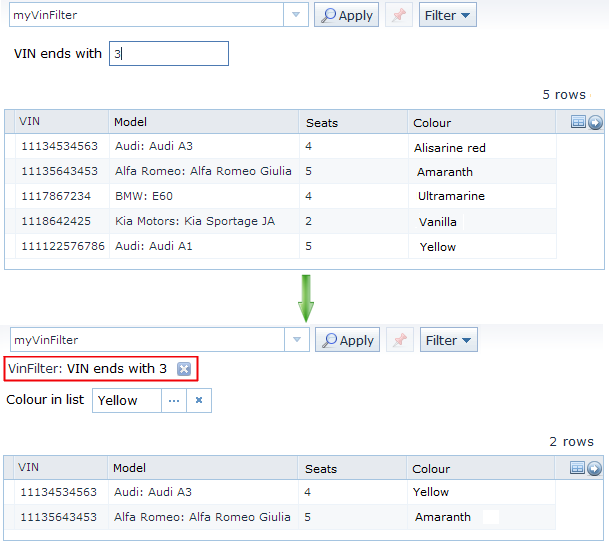 myVinFilter Apply Filter
VIN ends with 3
5 rows
VIN Model Seats Colour
11134534563 Audi: Audi A3 4 Alisarine red
11135643453 Alfa Romeo: Alfa Romeo Giulia 5 Amaranth
1117867234 BMW: E60 4 Ultramarine
1118642425 Kia Motors: Kia Sportage JA 2 Vanilla
111122576786 Audi: Audi A1 5 Yellow
myVinFilter Apply Filter
VinFilter: VIN ends with 3
Colour in list Yellow ...
2 rows
VIN Model Seats Colour
11134534563 Audi: Audi A3 4 Yellow
11135643453 Alfa Romeo: Alfa Romeo Giulia 5 Amaranth